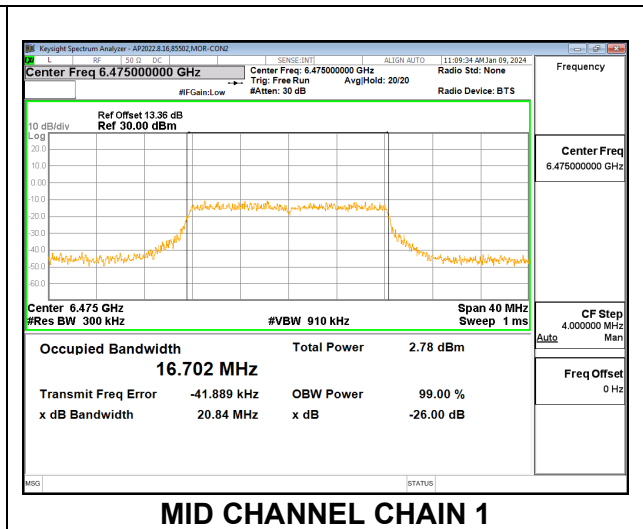 Keysight Spectrum Analyzer - AP2022.8.16,85502,MOR-CON2
L RF 50 Ω DC SENSE:INT ALIGN AUTO 11:09:34 AM Jan 09, 2024
Center Freq 6.475000000 GHz
Center Freq: 6.475000000 GHz
Radio Std: None
Trig: Free Run Avg|Hold: 20/20
#IFGain:Low
#Atten: 30 dB
Radio Device: BTS
Frequency
Ref Offset 13.36 dB
10 dB/div Ref 30.00 dBm
Log
20.0
10.0
0.00
-10.0
-20.0
-30.0
-40.0
-50.0
-60.0
Center 6.475 GHz Span 40 MHz
#Res BW 300 kHz #VBW 910 kHz Sweep 1 ms
Center Freq
6.475000000 GHz
CF Step
4.000000 MHz
Auto Man
Freq Offset
0 Hz
Occupied Bandwidth Total Power 2.78 dBm
16.702 MHz
Transmit Freq Error -41.889 kHz OBW Power 99.00 %
x dB Bandwidth 20.84 MHz x dB -26.00 dB
MSG STATUS
MID CHANNEL CHAIN 1